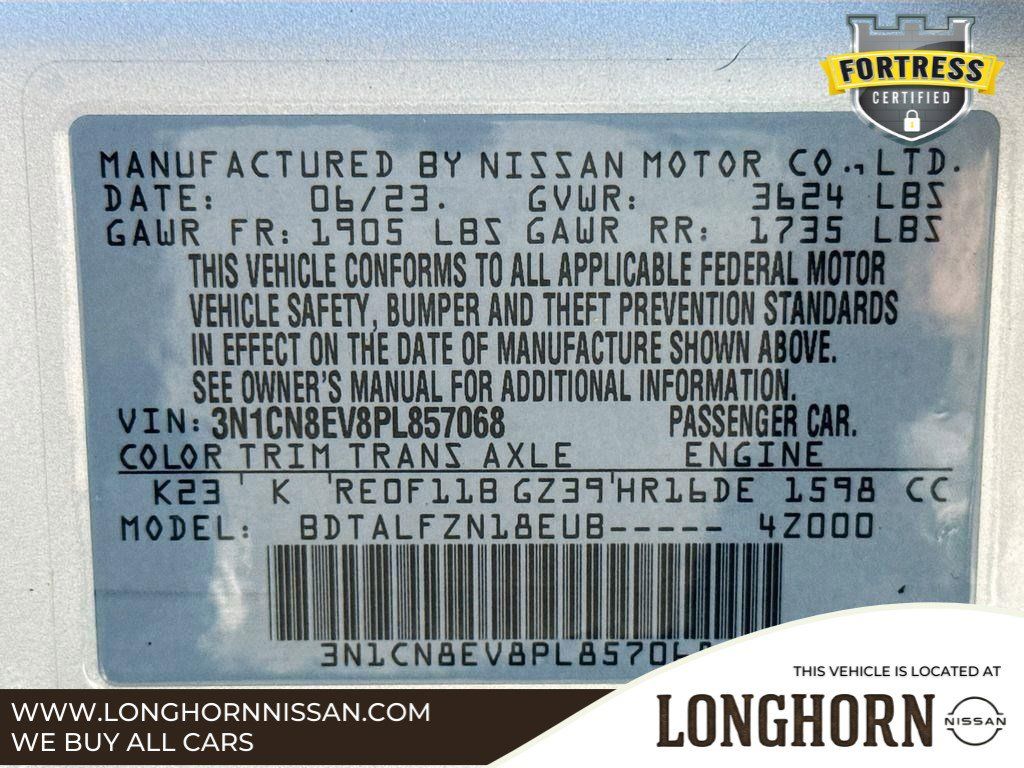 FORTRESS
CERTIFIED
MANUFACTURED BY NISSAN MOTOR CO., LTD.
DATE: 06/23. GVWR: 3624 LBS
GAWR FR: 1905 LBS GAWR RR: 1735 LBS
THIS VEHICLE CONFORMS TO ALL APPLICABLE FEDERAL MOTOR
VEHICLE SAFETY, BUMPER AND THEFT PREVENTION STANDARDS
IN EFFECT ON THE DATE OF MANUFACTURE SHOWN ABOVE.
SEE OWNER'S MANUAL FOR ADDITIONAL INFORMATION.
VIN: 3N1CN8EV8PL857068 PASSENGER CAR.
COLOR TRIM TRANS AXLE ENGINE
K23 ' K 'RE0F11B GZ39'HR16DE 1598 CC
MODEL: BDTALFZN18EUB----- 4Z000
3N1CN8EV8PL85706
THIS VEHICLE IS LOCATED AT
LONGHORN NISSAN
WWW.LONGHORNNISSAN.COM
WE BUY ALL CARS